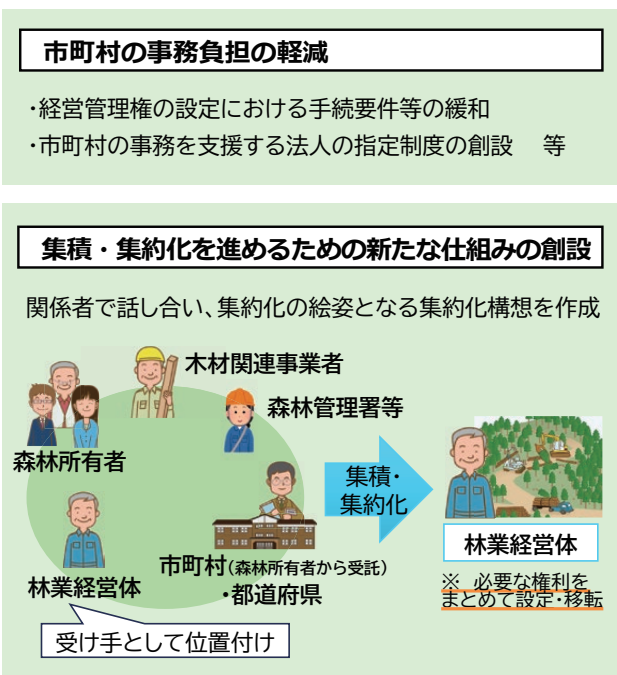 市町村の事務負担の軽減
・経営管理権の設定における手続要件等の緩和
・市町村の事務を支援する法人の指定制度の創設　等
集積・集約化を進めるための新たな仕組みの創設
関係者で話し合い、集約化の絵姿となる集約化構想を作成
木材関連事業者
森林管理署等
森林所有者
集積・
集約化
林業経営体
市町村(森林所有者から受託)
・都道府県
林業経営体
※ 必要な権利を
まとめて設定・移転
受け手として位置付け